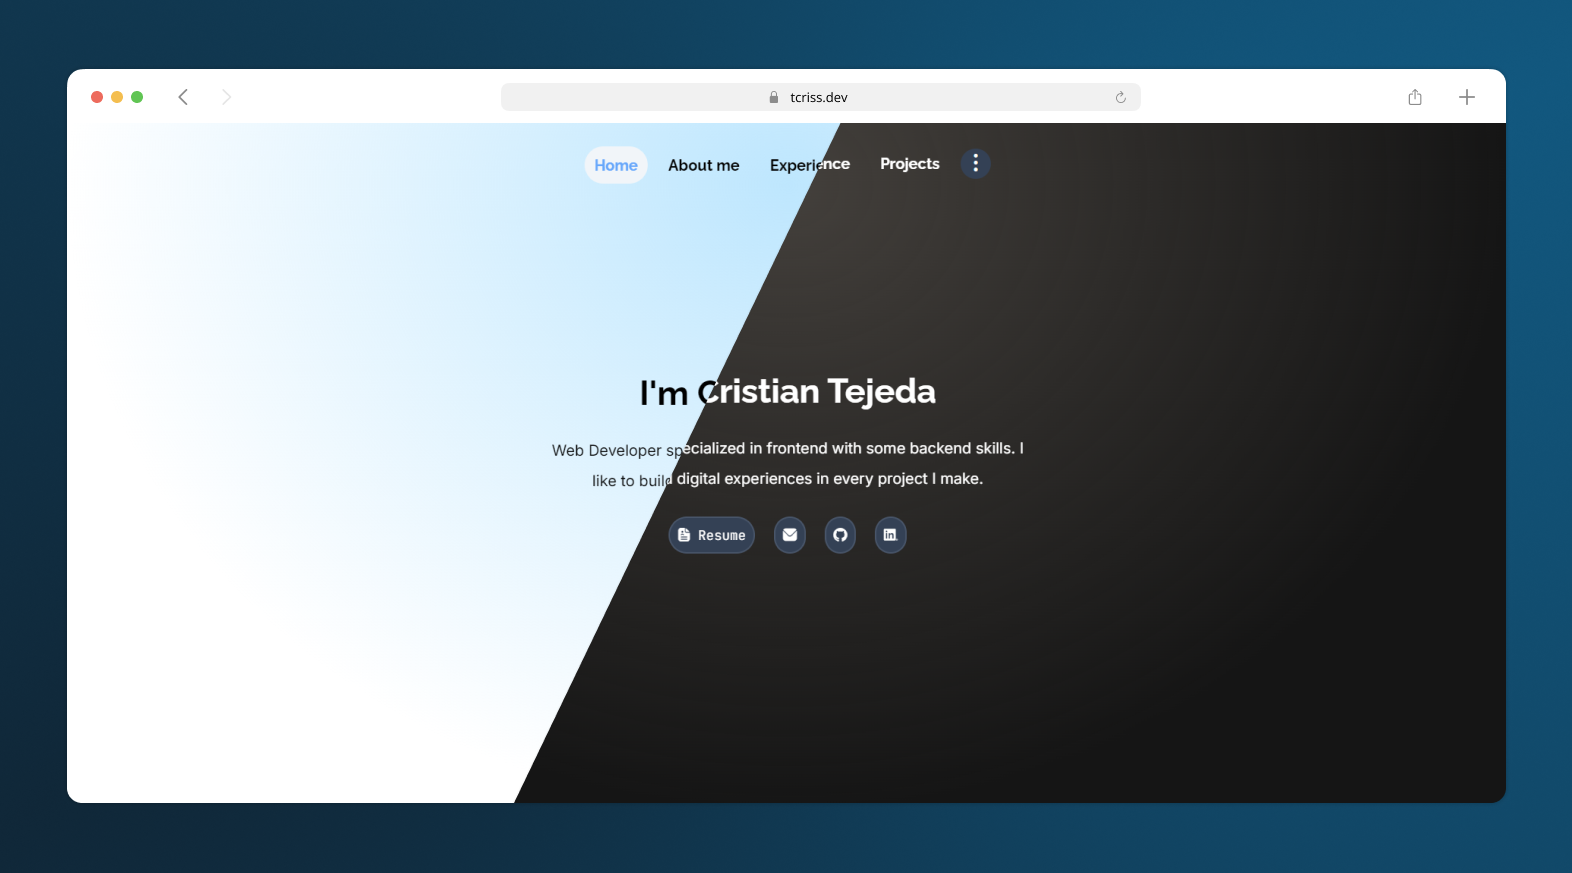 tcriss.dev
Home About me Experience Projects
I'm Cristian Tejeda
Web Developer specialized in frontend with some backend skills. I
like to build digital experiences in every project I make.
Resume